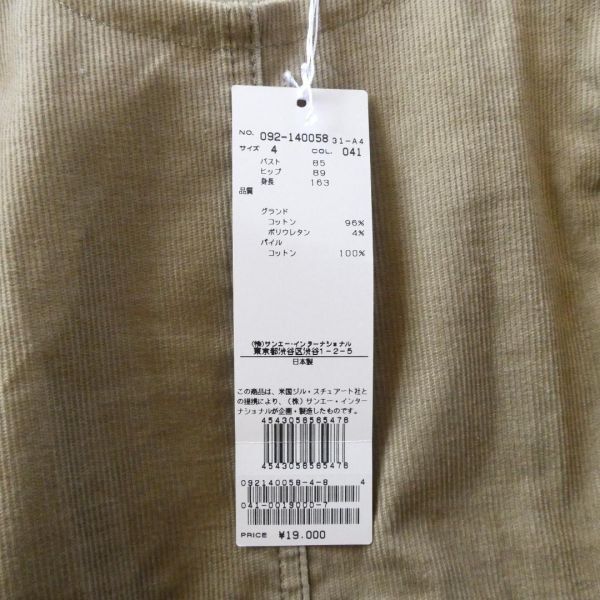 NO. 092-140058 31-A4
サイズ 4 COL. 041
バスト 85
ヒップ 89
身長 163
品質
グランド
コットン 96%
ポリウレタン 4%
パイル
コットン 100%
(株)サンエー・インターナショナル
東京都渋谷区渋谷1-2-5
日本製
この商品は、米国ジル・スチュアート社と
の提携により、(株)サンエー・インター
ナショナルが企画・製造したものです。
4543058565478
4543058565478
092140058-4-8 4
041-0019000-7
PRICE ¥19,000